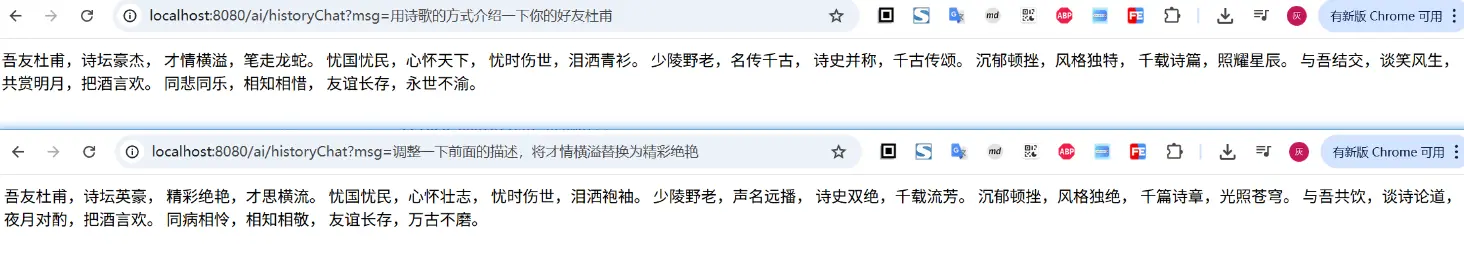 localhost:8080/ai/historyChat?msg=用诗歌的方式介绍一下你的好友杜甫
md
ABP
FE
灰
有新版 Chrome 可用
吾友杜甫，诗坛豪杰， 才情横溢，笔走龙蛇。 忧国忧民，心怀天下， 忧时伤世，泪洒青衫。 少陵野老，名传千古， 诗史并称，千古传颂。 沉郁顿挫，风格独特， 千载诗篇，照耀星辰。 与吾结交，谈笑风生，
共赏明月，把酒言欢。 同悲同乐，相知相惜， 友谊长存，永世不渝。
localhost:8080/ai/historyChat?msg=调整一下前面的描述，将才情横溢替换为精彩绝艳
md
ABP
FE
灰
有新版 Chrome 可用
吾友杜甫，诗坛英豪， 精彩绝艳，才思横流。 忧国忧民，心怀壮志， 忧时伤世，泪洒袍袖。 少陵野老，声名远播， 诗史双绝，千载流芳。 沉郁顿挫，风格独绝， 千篇诗章，光照苍穹。 与吾共饮，谈诗论道，
夜月对酌，把酒言欢。 同病相怜，相知相敬， 友谊长存，万古不磨。